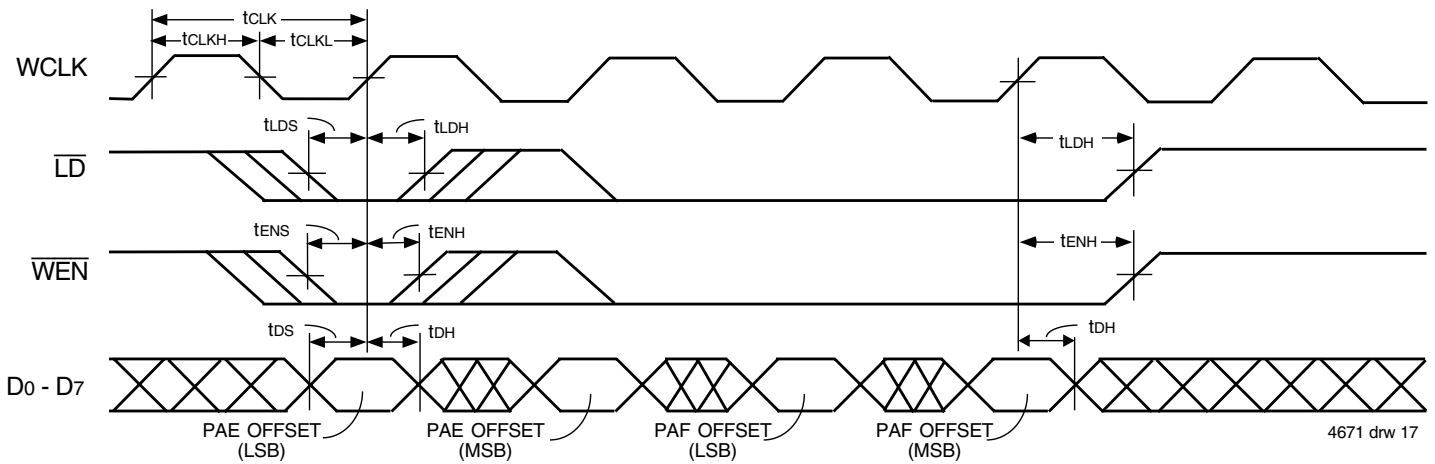 tCLK
tCLKH
tCLKL
WCLK
tLDS
tLDH
tLDH
LD
tENS
tENH
tENH
WEN
tDS
tDH
tDH
D0 - D7
PAE OFFSET
(LSB)
PAE OFFSET
(MSB)
PAF OFFSET
(LSB)
PAF OFFSET
(MSB)
4671 drw 17